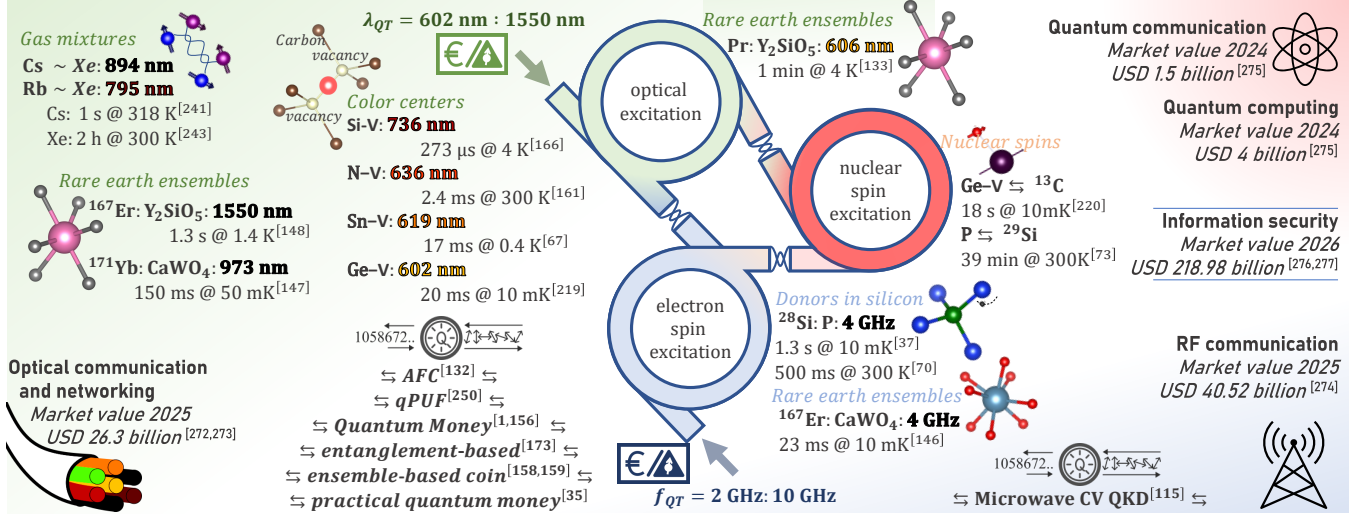 Gas mixtures
Cs ~ Xe: 894 nm
Rb ~ Xe: 795 nm
Cs: 1 s @ 318 K[241]
Xe: 2 h @ 300 K[243]
Rare earth ensembles
167Er: Y2SiO5: 1550 nm
1.3 s @ 1.4 K[148]
171Yb: CaWO4: 973 nm
150 ms @ 50 mK[147]
Optical communication
and networking
Market value 2025
USD 26.3 billion [272,273]
λQT = 602 nm : 1550 nm
€
Carbon
vacancy
vacancy
Color centers
Si-V: 736 nm
273 μs @ 4 K[166]
N–V: 636 nm
2.4 ms @ 300 K[161]
Sn–V: 619 nm
17 ms @ 0.4 K[67]
Ge–V: 602 nm
20 ms @ 10 mK[219]
1058672.. Q
⇆ AFC[132] ⇆
⇆ qPUF[250] ⇆
⇆ Quantum Money[1,156] ⇆
⇆ entanglement-based[173] ⇆
⇆ ensemble-based coin[158,159] ⇆
⇆ practical quantum money[35] ⇆
optical
excitation
nuclear
spin
excitation
electron
spin
excitation
€
fQT = 2 GHz: 10 GHz
Rare earth ensembles
Pr: Y2SiO5: 606 nm
1 min @ 4 K[133]
Nuclear spins
Ge–V ⇆ 13C
18 s @ 10mK[220]
P ⇆ 29Si
39 min @ 300K[73]
Donors in silicon
28Si: P: 4 GHz
1.3 s @ 10 mK[37]
500 ms @ 300 K[70]
Rare earth ensembles
167Er: CaWO4: 4 GHz
23 ms @ 10 mK[146]
1058672.. Q
⇆ Microwave CV QKD[115] ⇆
Quantum communication
Market value 2024
USD 1.5 billion [275]
Quantum computing
Market value 2024
USD 4 billion [275]
Information security
Market value 2026
USD 218.98 billion [276,277]
RF communication
Market value 2025
USD 40.52 billion [274]